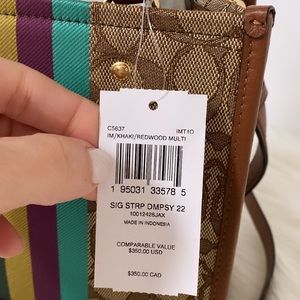 C5637 IMT1O
IM/KHAKI/REDWOOD MULTI
1 95031 33578 5
SIG STRP DMPSY 22
10012426JAX
MADE IN INDONESIA
COMPARABLE VALUE
$350.00 USD
$350.00 CAD